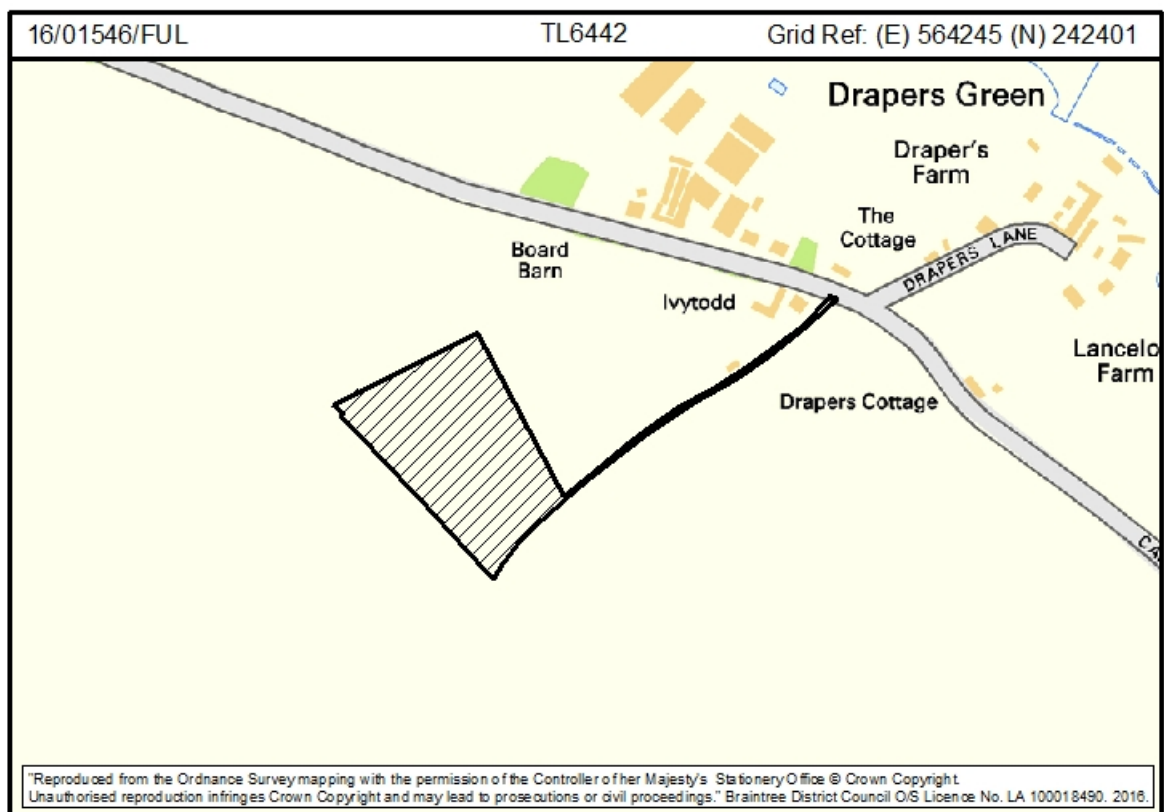 16/01546/FUL TL6442 Grid Ref: (E) 564245 (N) 242401
Drapers Green
Draper's
Farm
The
Cottage
DRAPERS LANE
Board
Barn
Ivytodd
Lancelo
Farm
Drapers Cottage
CA
"Reproduced from the Ordnance Survey mapping with the permission of the Controller of her Majesty's Stationery Office © Crown Copyright.
Unauthorised reproduction infringes Crown Copyright and may lead to prosecutions or civil proceedings." Braintree District Council O/S Licence No. LA 100018490, 2016.